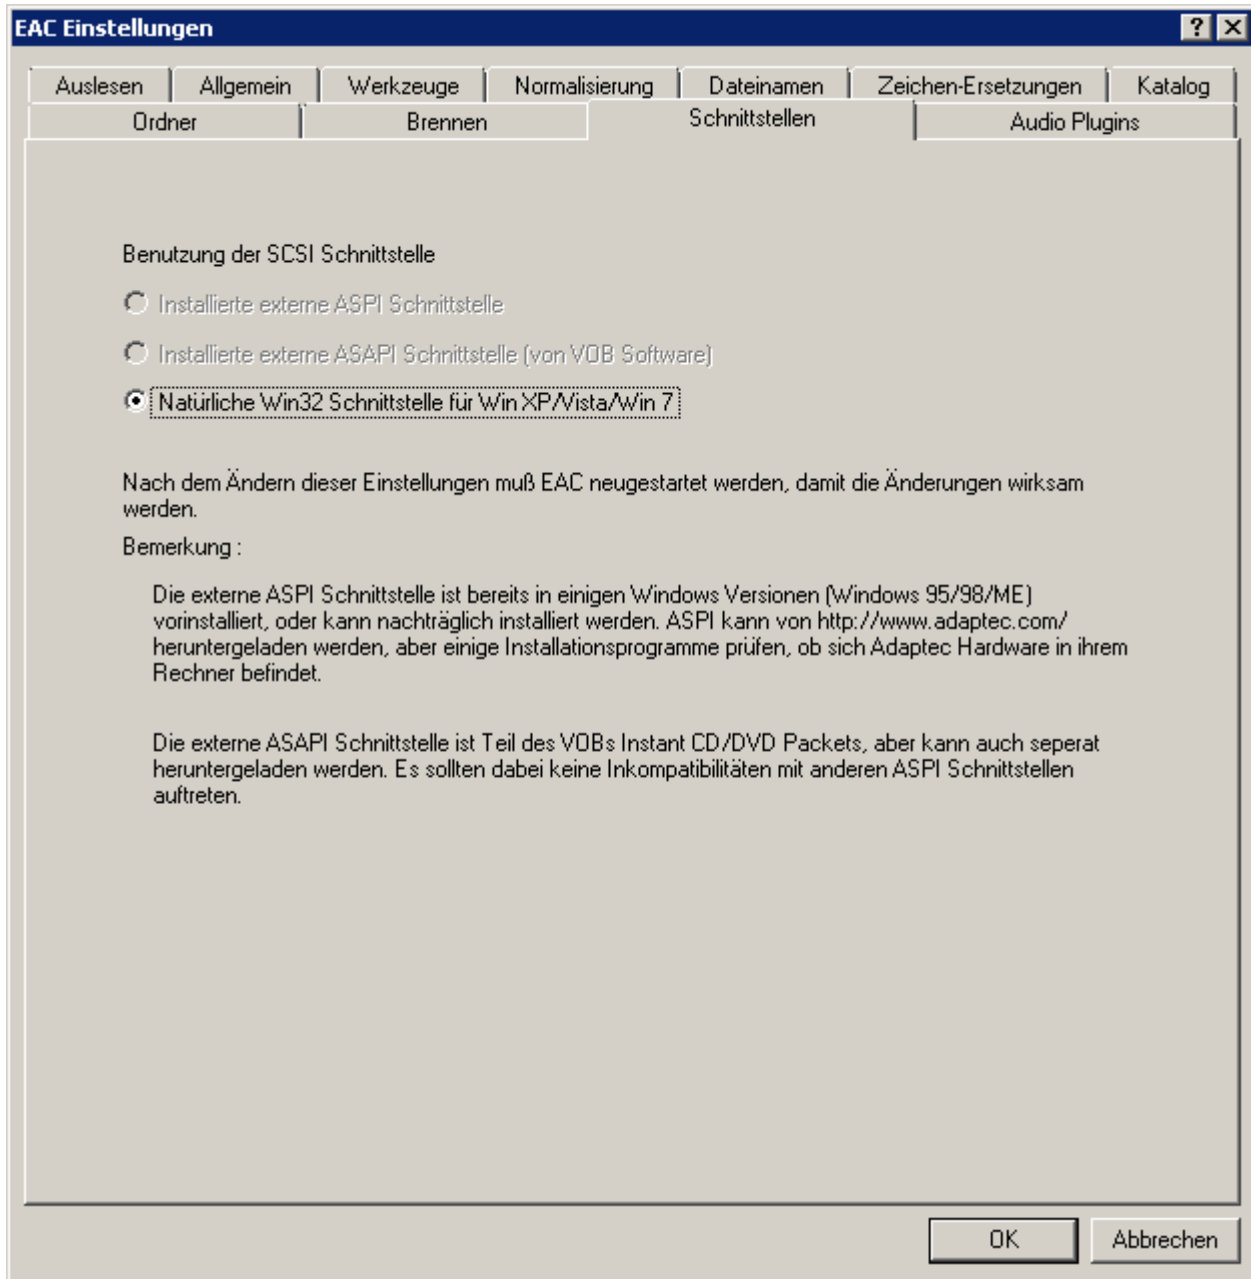 EAC Einstellungen
Auslesen Allgemein Werkzeuge Normalisierung Dateinamen Zeichen-Ersetzungen Katalog
Ordner Brennen Schnittstellen Audio Plugins
Benutzung der SCSI Schnittstelle
Installierte externe ASPI Schnittstelle
Installierte externe ASAPI Schnittstelle (von VOB Software)
Natürliche Win32 Schnittstelle für Win XP/Vista/Win 7
Nach dem Ändern dieser Einstellungen muß EAC neugestartet werden, damit die Änderungen wirksam
werden.
Bemerkung :
Die externe ASPI Schnittstelle ist bereits in einigen Windows Versionen (Windows 95/98/ME)
vorinstalliert, oder kann nachträglich installiert werden. ASPI kann von http://www.adaptec.com/
heruntergeladen werden, aber einige Installationsprogramme prüfen, ob sich Adaptec Hardware in ihrem
Rechner befindet.
Die externe ASAPI Schnittstelle ist Teil des VOBs Instant CD/DVD Packets, aber kann auch seperat
heruntergeladen werden. Es sollten dabei keine Inkompatibilitäten mit anderen ASPI Schnittstellen
auftreten.
OK Abbrechen